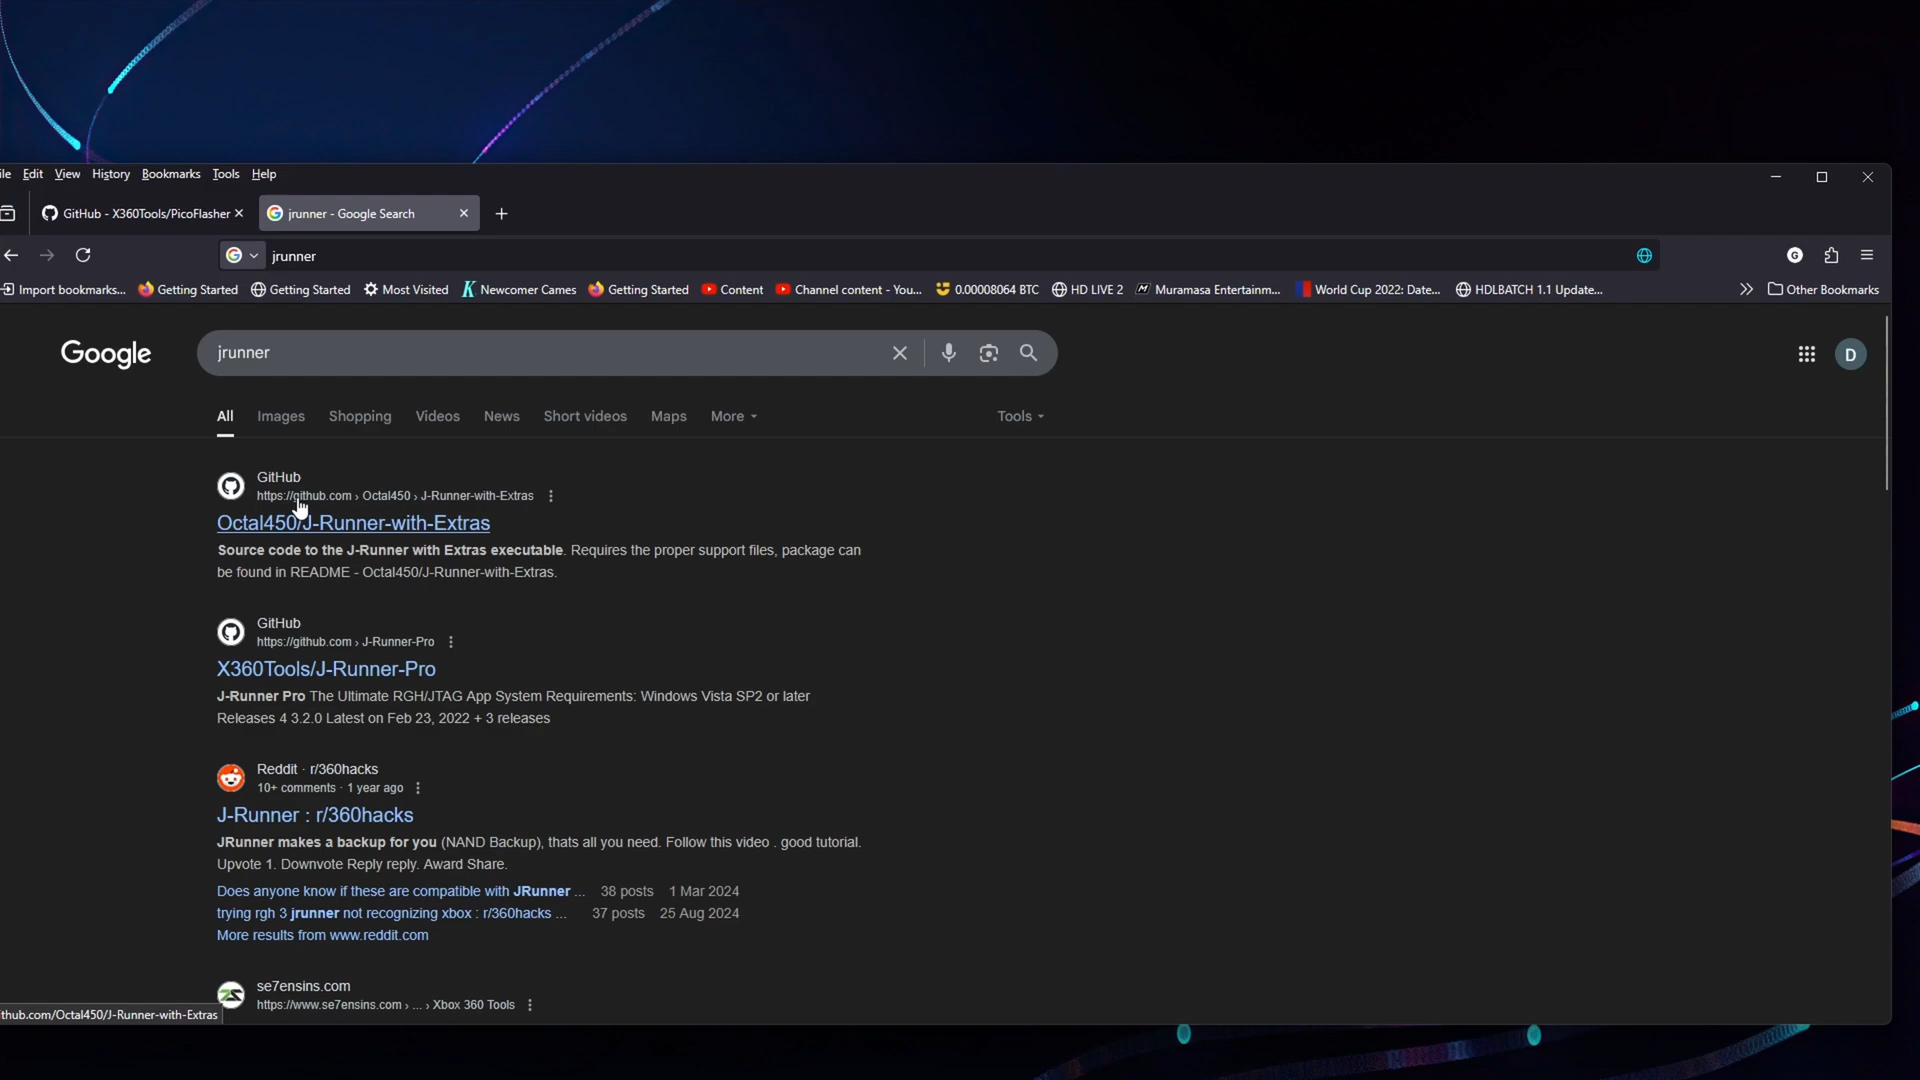 ile Edit View History Bookmarks Tools Help
GitHub - X360Tools/PicoFlasher
jrunner - Google Search
jrunner
Import bookmarks...
Getting Started
Getting Started
Most Visited
Newcomer Games
Getting Started
Content
Channel content - You...
0.00008064 BTC
HD LIVE 2
Muramasa Entertainm...
World Cup 2022: Date...
HDLBATCH 1.1 Update...
Other Bookmarks
Google
jrunner
D
All Images Shopping Videos News Short videos Maps More Tools
GitHub
https://github.com › Octal450 › J-Runner-with-Extras
Octal450/J-Runner-with-Extras
Source code to the J-Runner with Extras executable. Requires the proper support files, package can
be found in README - Octal450/J-Runner-with-Extras.
GitHub
https://github.com › J-Runner-Pro
X360Tools/J-Runner-Pro
J-Runner Pro The Ultimate RGH/JTAG App System Requirements: Windows Vista SP2 or later
Releases 4 3.2.0 Latest on Feb 23, 2022 + 3 releases
Reddit · r/360hacks
10+ comments · 1 year ago
J-Runner : r/360hacks
JRunner makes a backup for you (NAND Backup), thats all you need. Follow this video . good tutorial.
Upvote 1. Downvote Reply reply. Award Share.
Does anyone know if these are compatible with JRunner ... 38 posts 1 Mar 2024
trying rgh 3 jrunner not recognizing xbox : r/360hacks ... 37 posts 25 Aug 2024
More results from www.reddit.com
se7ensins.com
https://www.se7ensins.com › ... › Xbox 360 Tools
thub.com/Octal450/J-Runner-with-Extras